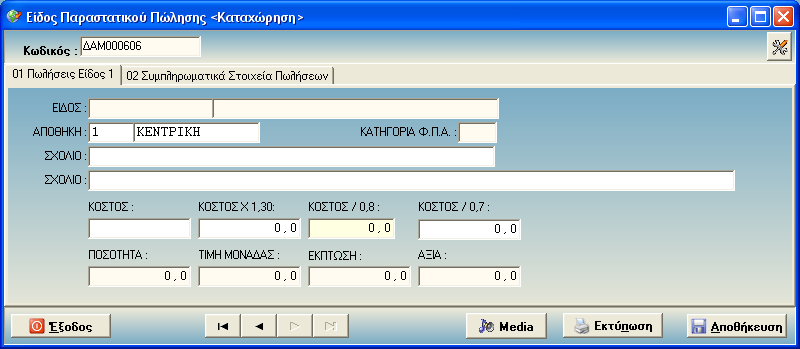 Είδος Παραστατικού Πώλησης <Καταχώρηση>
Κωδικός : ΔΑΜ000606
01 Πωλήσεις Είδος 1 02 Συμπληρωματικά Στοιχεία Πωλήσεων
ΕΙΔΟΣ :
ΑΠΟΘΗΚΗ : 1 ΚΕΝΤΡΙΚΗ ΚΑΤΗΓΟΡΙΑ Φ.Π.Α. :
ΣΧΟΛΙΟ :
ΣΧΟΛΙΟ :
ΚΟΣΤΟΣ : ΚΟΣΤΟΣ Χ 1,30: ΚΟΣΤΟΣ / 0,8 : ΚΟΣΤΟΣ / 0,7 :
0,0 0,0 0,0
ΠΟΣΟΤΗΤΑ : ΤΙΜΗ ΜΟΝΑΔΑΣ : ΕΚΠΤΩΣΗ : ΑΞΙΑ :
0,0 0,0 0,0 0,0
Έξοδος Media Εκτύπωση Αποθήκευση